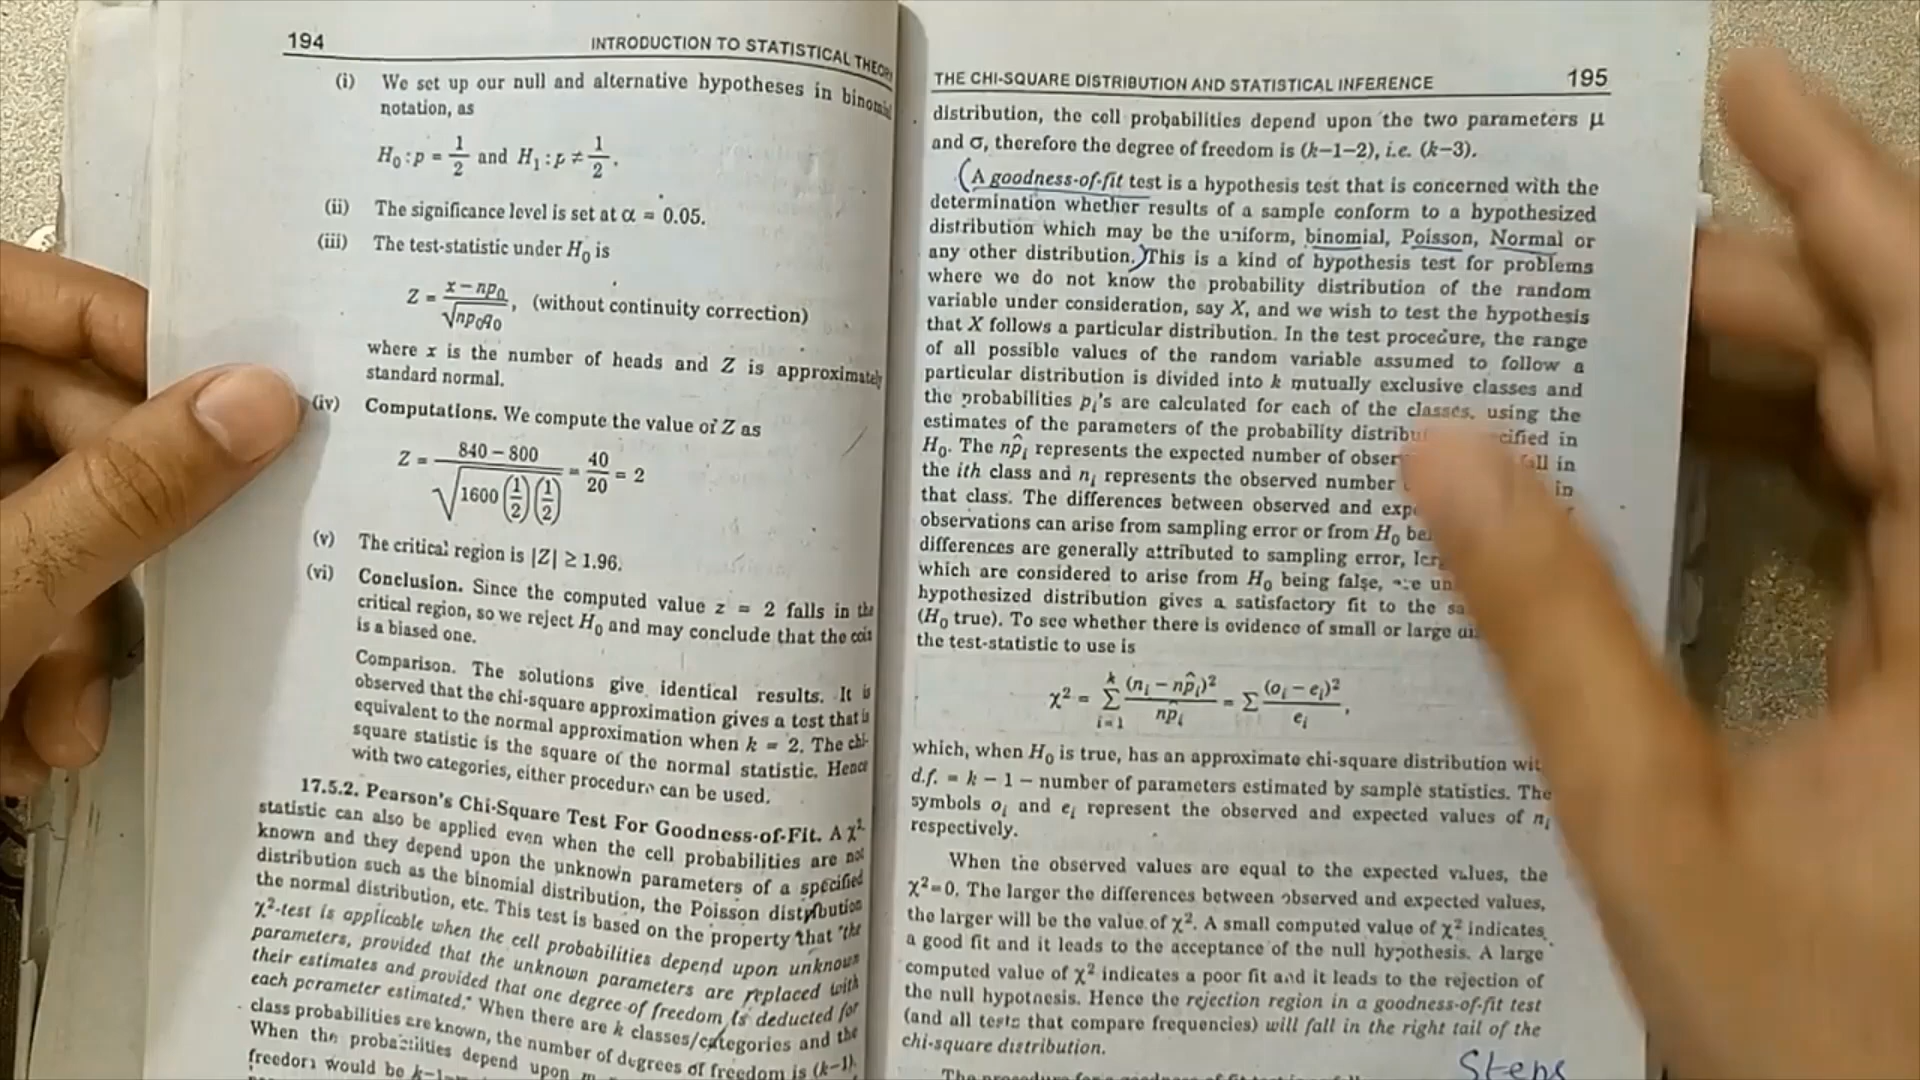 194 INTRODUCTION TO STATISTICAL THEORY
(i) We set up our null and alternative hypotheses in binomial
notation, as
H₀ : p = 1/2 and H₁ : p ≠ 1/2.
(ii) The significance level is set at α = 0.05.
(iii) The test-statistic under H₀ is
Z = (x − np₀)/√(np₀q₀), (without continuity correction)
where x is the number of heads and Z is approximately
standard normal.
(iv) Computations. We compute the value of Z as
Z = (840 − 800)/√(1600 (1/2)(1/2)) = 40/20 = 2
(v) The critical region is |Z| ≥ 1.96.
(vi) Conclusion. Since the computed value z = 2 falls in the
critical region, so we reject H₀ and may conclude that the coin
is a biased one.
Comparison. The solutions give identical results. It is
observed that the chi-square approximation gives a test that is
equivalent to the normal approximation when k = 2. The chi-
square statistic is the square of the normal statistic. Hence
with two categories, either procedure can be used.
17.5.2. Pearson's Chi-Square Test For Goodness-of-Fit. A χ²
statistic can also be applied even when the cell probabilities are not
known and they depend upon the unknown parameters of a specified
distribution such as the binomial distribution, the Poisson distribution
the normal distribution, etc. This test is based on the property that "the
χ²-test is applicable when the cell probabilities depend upon unknown
parameters, provided that the unknown parameters are replaced with
their estimates and provided that one degree of freedom is deducted for
each parameter estimated." When there are k classes/categories and the
class probabilities are known, the number of degrees of freedom is (k−1).
When the probabilities depend upon
freedom would be k−1−
THE CHI-SQUARE DISTRIBUTION AND STATISTICAL INFERENCE 195
distribution, the cell probabilities depend upon the two parameters μ
and σ, therefore the degree of freedom is (k−1−2), i.e. (k−3).
(A goodness-of-fit test is a hypothesis test that is concerned with the
determination whether results of a sample conform to a hypothesized
distribution which may be the uniform, binomial, Poisson, Normal or
any other distribution.) This is a kind of hypothesis test for problems
where we do not know the probability distribution of the random
variable under consideration, say X, and we wish to test the hypothesis
that X follows a particular distribution. In the test procedure, the range
of all possible values of the random variable assumed to follow a
particular distribution is divided into k mutually exclusive classes and
the probabilities pᵢ's are calculated for each of the classes, using the
estimates of the parameters of the probability in
H₀. The np̂ᵢ represents the expected number of in
the ith class and nᵢ represents the observed number in
that class. The differences between observed and
observations can arise from sampling error or from H₀
differences are generally attributed to sampling error,
which are considered to arise from H₀ being false,
hypothesized distribution gives a satisfactory fit to the
(H₀ true). To see whether there is evidence of small or large
the test-statistic to use is
χ² = Σᵢ₌₁ᵏ (nᵢ − np̂ᵢ)²/np̂ᵢ = Σ (oᵢ − eᵢ)²/eᵢ,
which, when H₀ is true, has an approximate chi-square distribution
d.f. = k − 1 − number of parameters estimated by sample statistics. The
symbols oᵢ and eᵢ represent the observed and expected values of nᵢ
respectively.
When the observed values are equal to the expected values, the
χ²=0. The larger the differences between observed and expected values,
the larger will be the value of χ². A small computed value of χ² indicates
a good fit and it leads to the acceptance of the null hypothesis. A large
computed value of χ² indicates a poor fit and it leads to the rejection of
the null hypothesis. Hence the rejection region in a goodness-of-fit test
(and all tests that compare frequencies) will fall in the right tail of the
chi-square distribution.
Steps